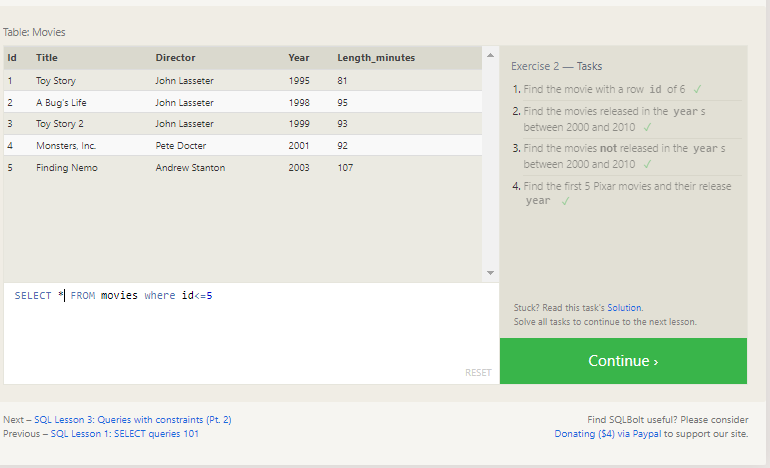 Table: Movies
Id Title Director Year Length_minutes
1 Toy Story John Lasseter 1995 81
2 A Bug's Life John Lasseter 1998 95
3 Toy Story 2 John Lasseter 1999 93
4 Monsters, Inc. Pete Docter 2001 92
5 Finding Nemo Andrew Stanton 2003 107
SELECT * FROM movies where id<=5
RESET
Exercise 2 — Tasks
1. Find the movie with a row id of 6 ✓
2. Find the movies released in the year s
between 2000 and 2010 ✓
3. Find the movies not released in the year s
between 2000 and 2010 ✓
4. Find the first 5 Pixar movies and their release
year ✓
Stuck? Read this task's Solution.
Solve all tasks to continue to the next lesson.
Continue ›
Next – SQL Lesson 3: Queries with constraints (Pt. 2)
Previous – SQL Lesson 1: SELECT queries 101
Find SQLBolt useful? Please consider
Donating ($4) via Paypal to support our site.